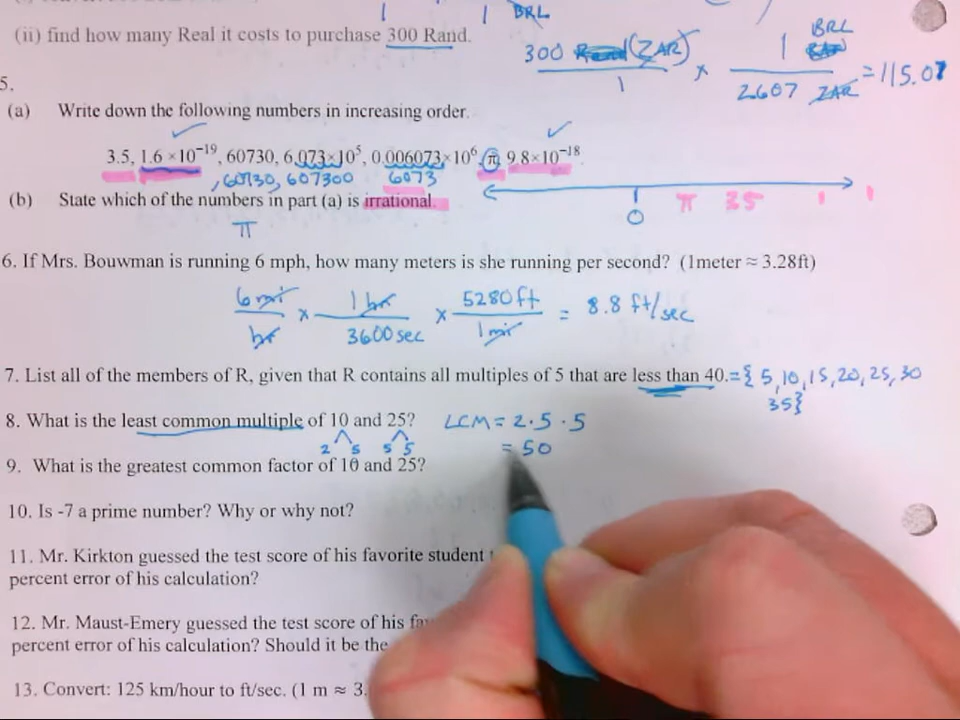 1 1 BRL
(ii) find how many Real it costs to purchase 300 Rand.
300 (ZAR) / 1 × 1 BRL / 2607 ZAR = 115.07
5.
(a) Write down the following numbers in increasing order.
3.5, 1.6 ×10⁻¹⁹, 60730, 6.073×10⁵, 0.006073×10⁶, π, 9.8×10⁻¹⁸.
, 60730, 607300 6073
(b) State which of the numbers in part (a) is irrational.
0 π 3.5 1 1
π
6. If Mrs. Bouwman is running 6 mph, how many meters is she running per second? (1meter ≈ 3.28ft)
6 mi / hr × 1 hr / 3600 sec × 5280 ft / 1 mi = 8.8 ft/sec
7. List all of the members of R, given that R contains all multiples of 5 that are less than 40. = { 5, 10, 15, 20, 25, 30
35}
8. What is the least common multiple of 10 and 25? LCM = 2·5·5
2 5 5 5 = 50
9. What is the greatest common factor of 10 and 25?
10. Is -7 a prime number? Why or why not?
11. Mr. Kirkton guessed the test score of his favorite student
percent error of his calculation?
12. Mr. Maust-Emery guessed the test score of his
percent error of his calculation? Should it be the
13. Convert: 125 km/hour to ft/sec. (1 m ≈ 3.